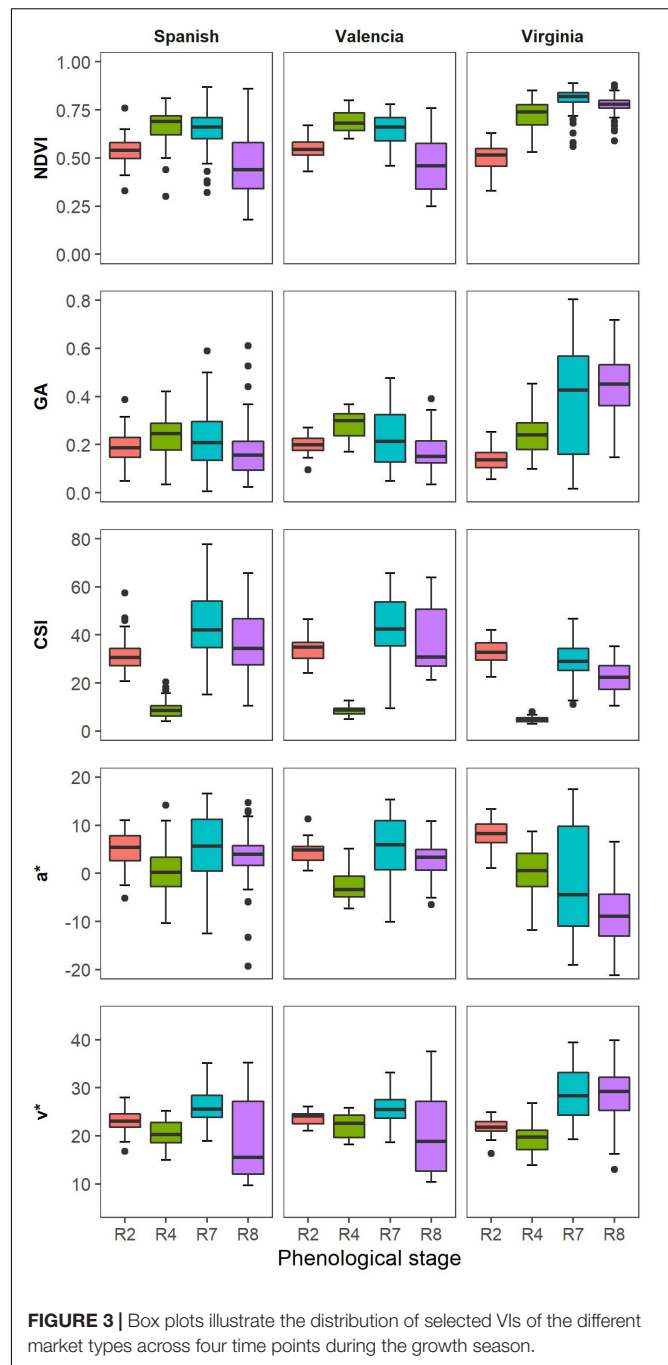 Spanish Valencia Virginia
NDVI
1.00
0.75
0.50
0.25
0.00
GA
0.8
0.6
0.4
0.2
0.0
CSI
80
60
40
20
0
a*
20
10
0
-10
-20
v*
40
30
20
10
R2 R4 R7 R8 R2 R4 R7 R8 R2 R4 R7 R8
Phenological stage
FIGURE 3 | Box plots illustrate the distribution of selected VIs of the different
market types across four time points during the growth season.